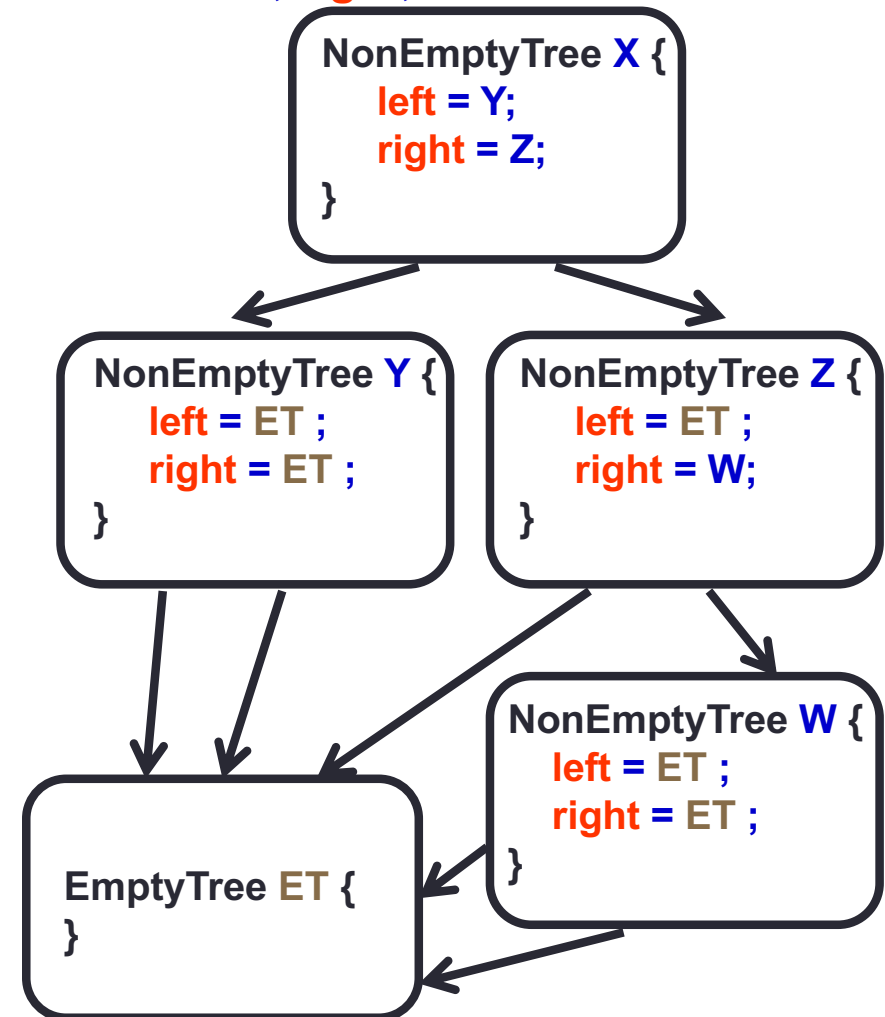 NonEmptyTree X {
left = Y;
right = Z;
}
NonEmptyTree Y {
left = ET ;
right = ET ;
}
NonEmptyTree Z {
left = ET ;
right = W;
}
NonEmptyTree W {
left = ET ;
right = ET ;
}
EmptyTree ET {
}